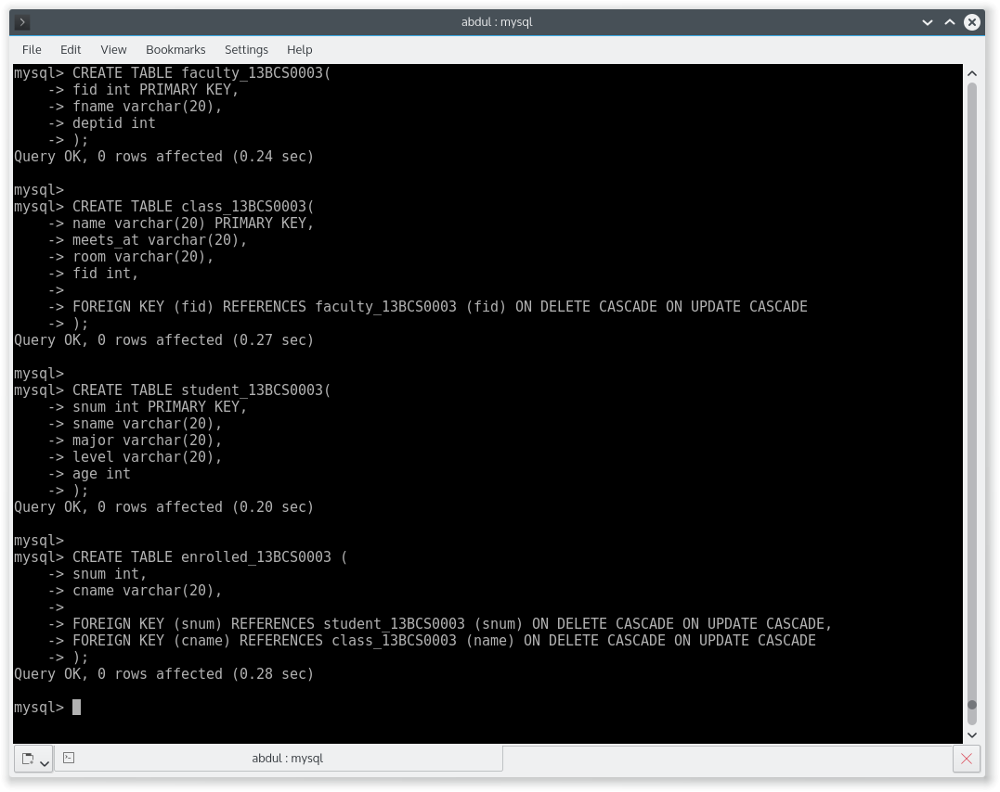 abdul : mysql
File Edit View Bookmarks Settings Help
mysql> CREATE TABLE faculty_13BCS0003(
    -> fid int PRIMARY KEY,
    -> fname varchar(20),
    -> deptid int
    -> );
Query OK, 0 rows affected (0.24 sec)

mysql>
mysql> CREATE TABLE class_13BCS0003(
    -> name varchar(20) PRIMARY KEY,
    -> meets_at varchar(20),
    -> room varchar(20),
    -> fid int,
    ->
    -> FOREIGN KEY (fid) REFERENCES faculty_13BCS0003 (fid) ON DELETE CASCADE ON UPDATE CASCADE
    -> );
Query OK, 0 rows affected (0.27 sec)

mysql>
mysql> CREATE TABLE student_13BCS0003(
    -> snum int PRIMARY KEY,
    -> sname varchar(20),
    -> major varchar(20),
    -> level varchar(20),
    -> age int
    -> );
Query OK, 0 rows affected (0.20 sec)

mysql>
mysql> CREATE TABLE enrolled_13BCS0003 (
    -> snum int,
    -> cname varchar(20),
    ->
    -> FOREIGN KEY (snum) REFERENCES student_13BCS0003 (snum) ON DELETE CASCADE ON UPDATE CASCADE,
    -> FOREIGN KEY (cname) REFERENCES class_13BCS0003 (name) ON DELETE CASCADE ON UPDATE CASCADE
    -> );
Query OK, 0 rows affected (0.28 sec)

mysql>
abdul : mysql